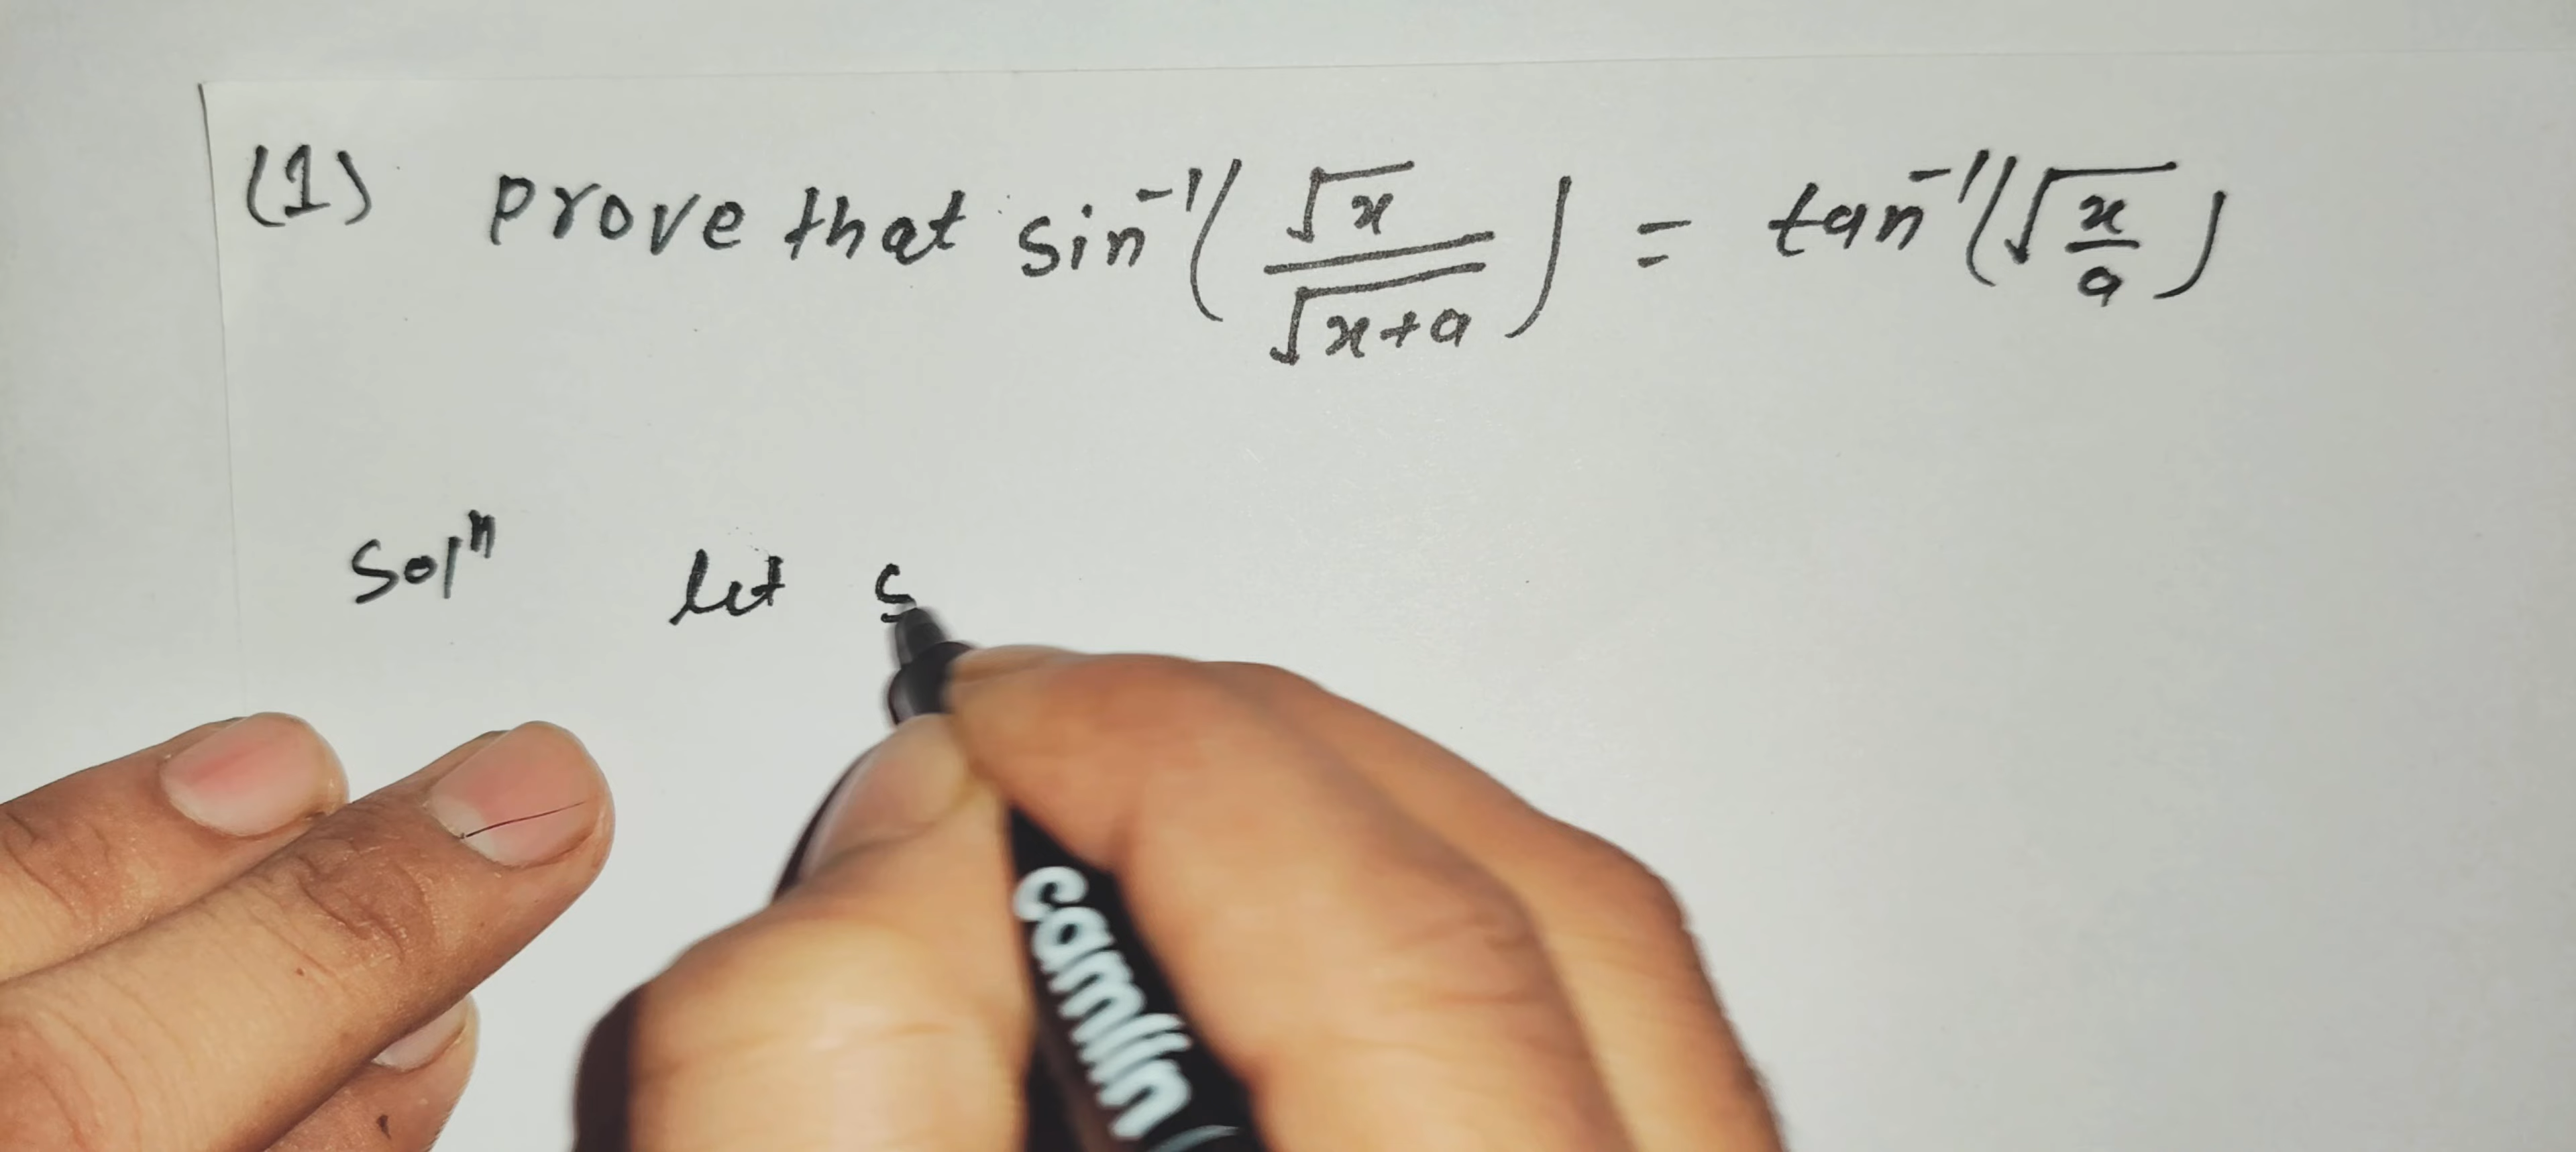 (1) prove that sin⁻¹(√x/√x+a) = tan⁻¹(√x/a)
Solⁿ let s
camlin